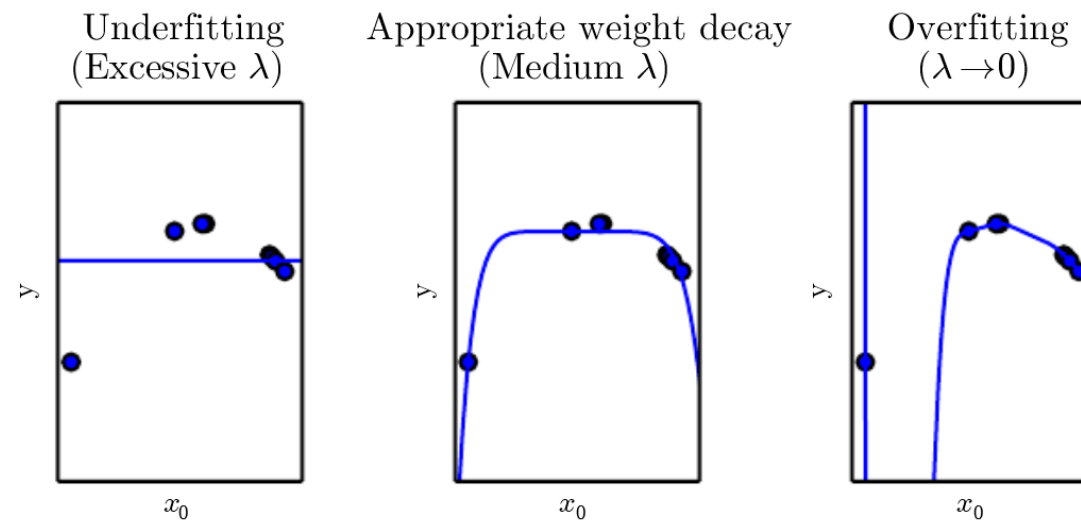 Underfitting
(Excessive λ)
Appropriate weight decay
(Medium λ)
Overfitting
(λ→0)
y
x₀
y
x₀
y
x₀